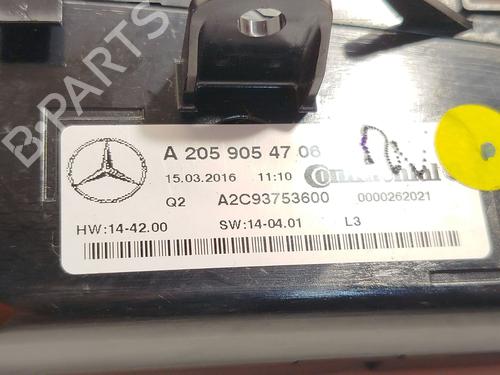 B-PARTS
A 205 905 47 06
15.03.2016 11:10 Continental
Q2 A2C93753600 0000262021
HW:14-42.00 SW:14-04.01 L3